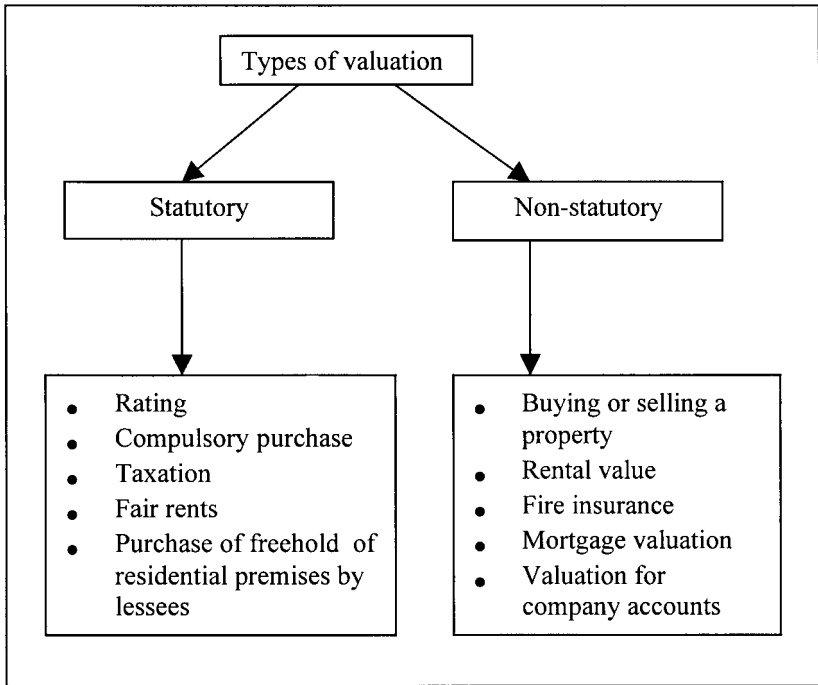 Types of valuation
Statutory
Non-statutory
• Rating
• Compulsory purchase
• Taxation
• Fair rents
• Purchase of freehold of
residential premises by
lessees
• Buying or selling a
property
• Rental value
• Fire insurance
• Mortgage valuation
• Valuation for
company accounts